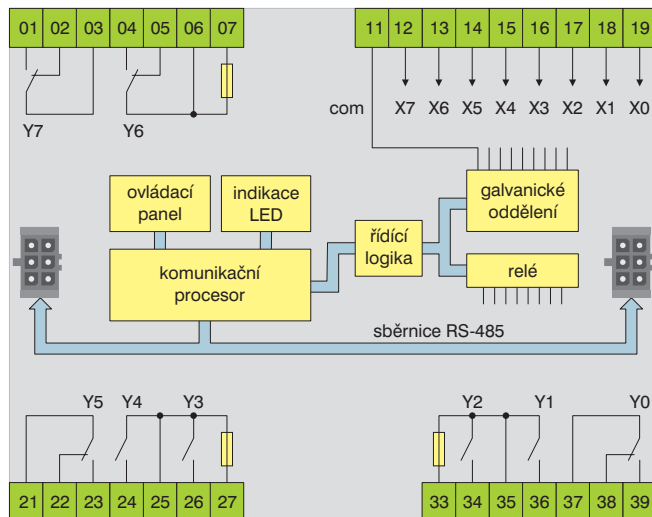 01 02 03 04 05 06 07
11 12 13 14 15 16 17 18 19
Y7 Y6
com X7 X6 X5 X4 X3 X2 X1 X0
ovládací
panel
indikace
LED
galvanické
oddělení
řídící
logika
komunikační
procesor
relé
sběrnice RS-485
Y5 Y4 Y3
Y2 Y1 Y0
21 22 23 24 25 26 27
33 34 35 36 37 38 39